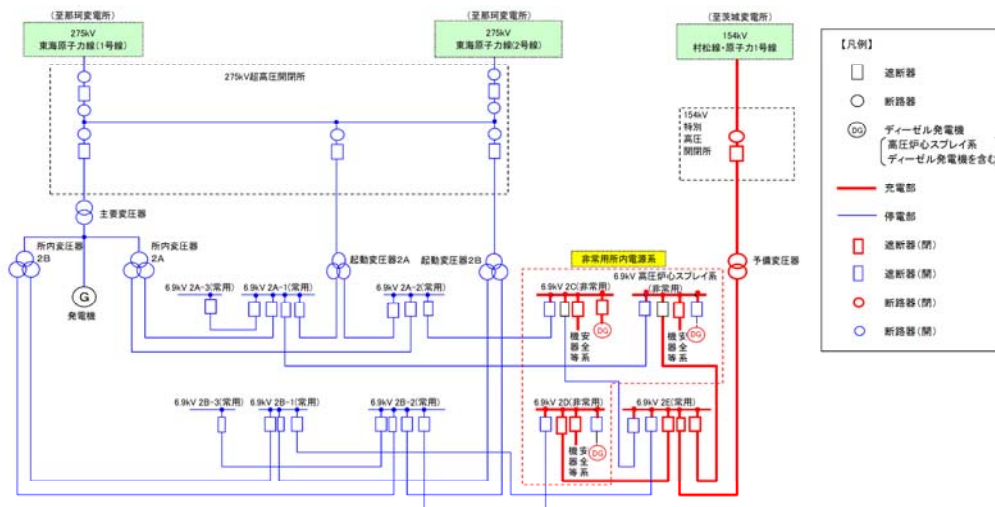 (至那珂変電所)
275kV
東海原子力線(1号線)
(至那珂変電所)
275kV
東海原子力線(2号線)
(至茨城変電所)
154kV
村松線・原子力1号線
275kV超高圧開閉所
154kV
特別
高圧
開閉所
主要変圧器
所内変圧器
2B
所内変圧器
2A
起動変圧器2A
起動変圧器2B
予備変圧器
G
発電機
非常用所内電源系
6.9kV 2A-3(常用)
6.9kV 2A-1(常用)
6.9kV 2A-2(常用)
6.9kV 2C(非常用)
6.9kV 高圧炉心スプレイ系
(非常用)
DG
DG
安全系
機器等
安全系
機器等
6.9kV 2B-3(常用)
6.9kV 2B-1(常用)
6.9kV 2B-2(常用)
6.9kV 2D(非常用)
6.9kV 2E(常用)
DG
安全系
機器等
【凡例】
遮断器
断路器
DG
ディーゼル発電機
高圧炉心スプレイ系
ディーゼル発電機を含む
充電部
停電部
遮断器(閉)
遮断器(開)
断路器(閉)
断路器(開)